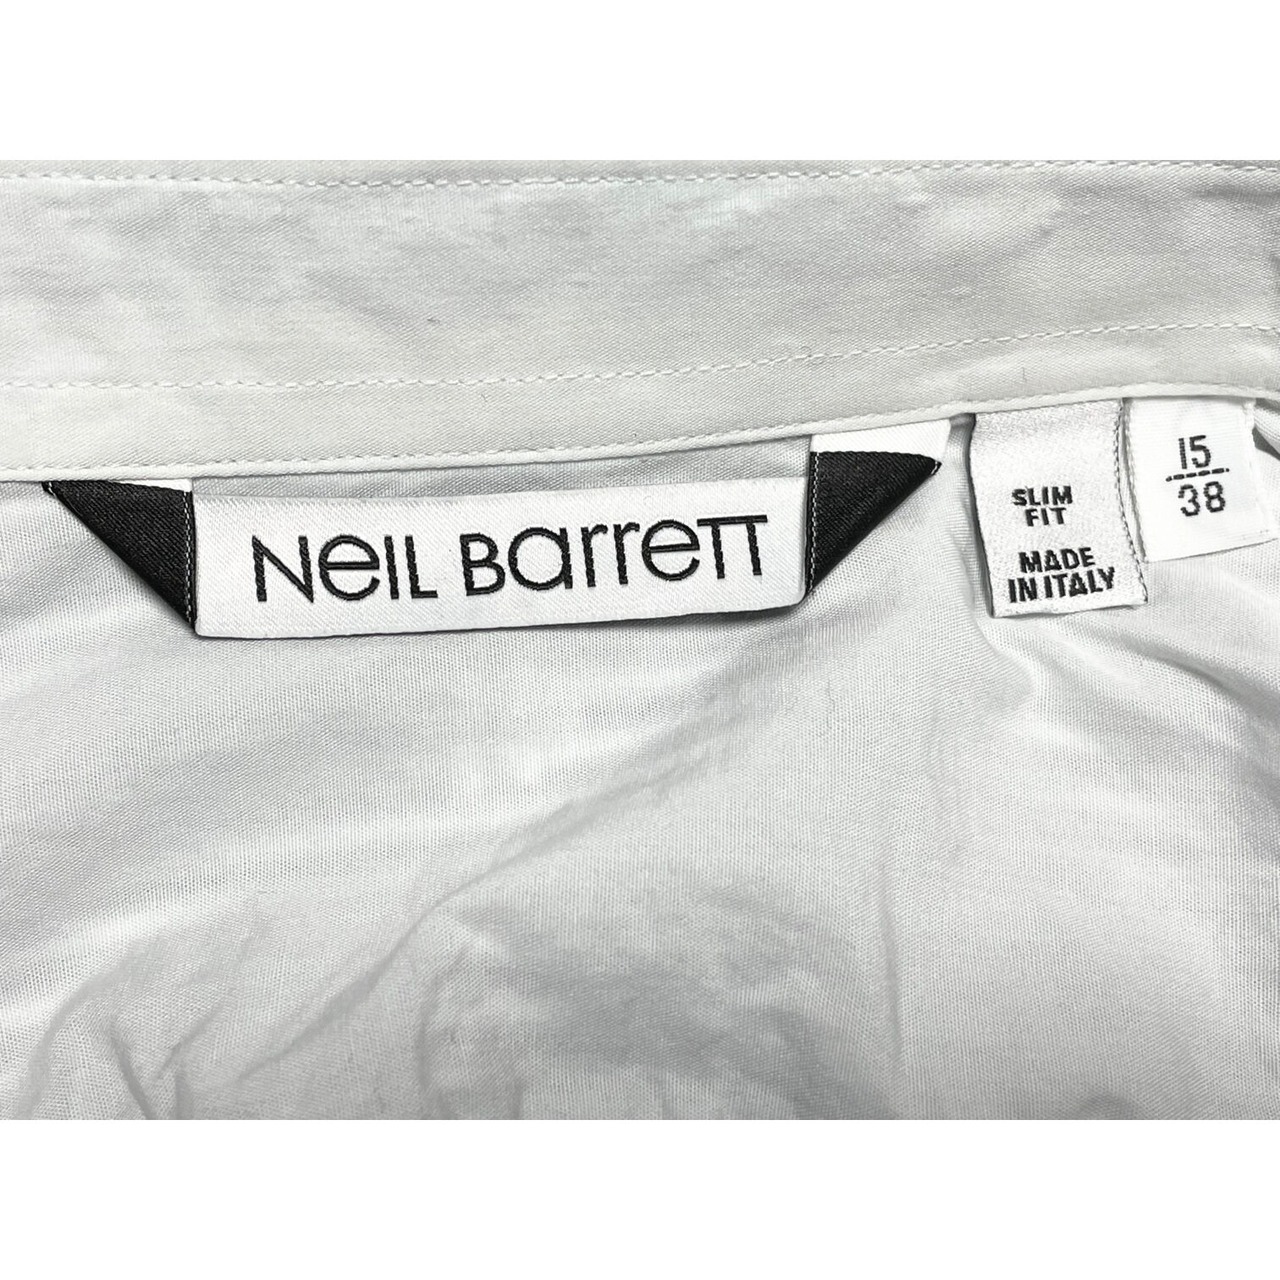 NeIL BarreTT
SLIM
FIT
MADE
IN ITALY
15
38